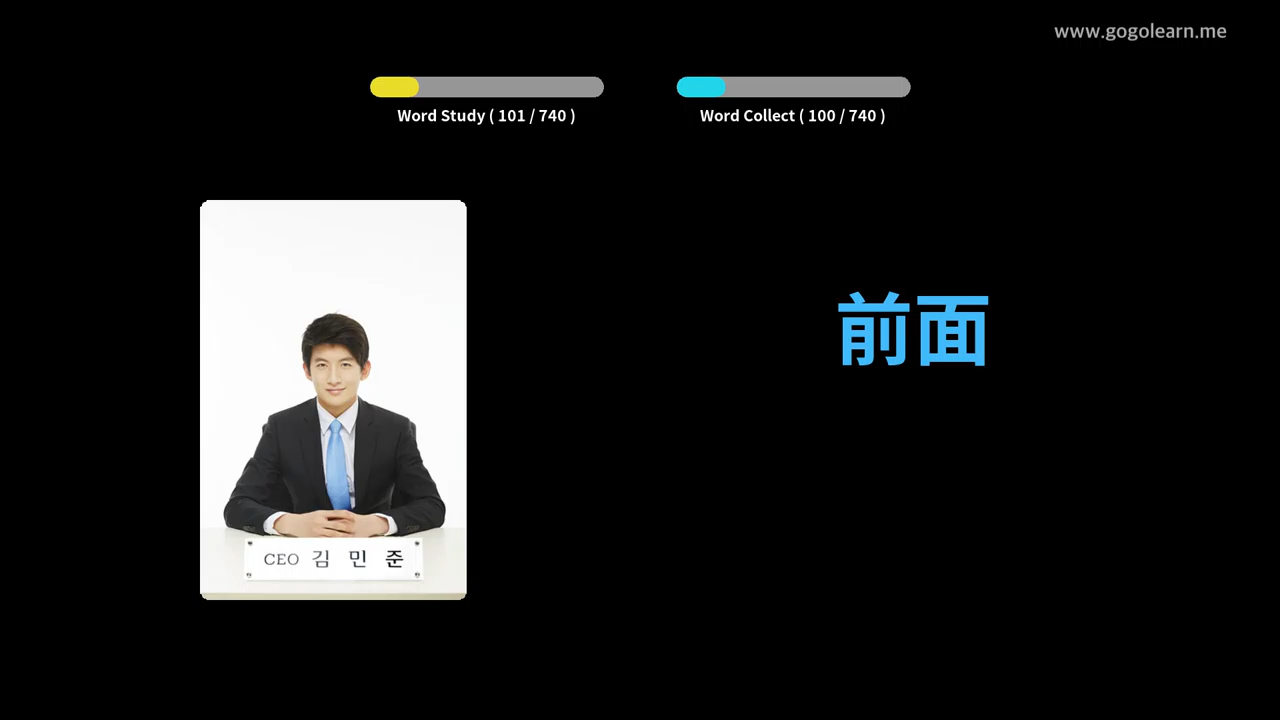 www.gogolearn.me
Word Study ( 101 / 740 )
Word Collect ( 100 / 740 )
前面
CEO 김 민 준